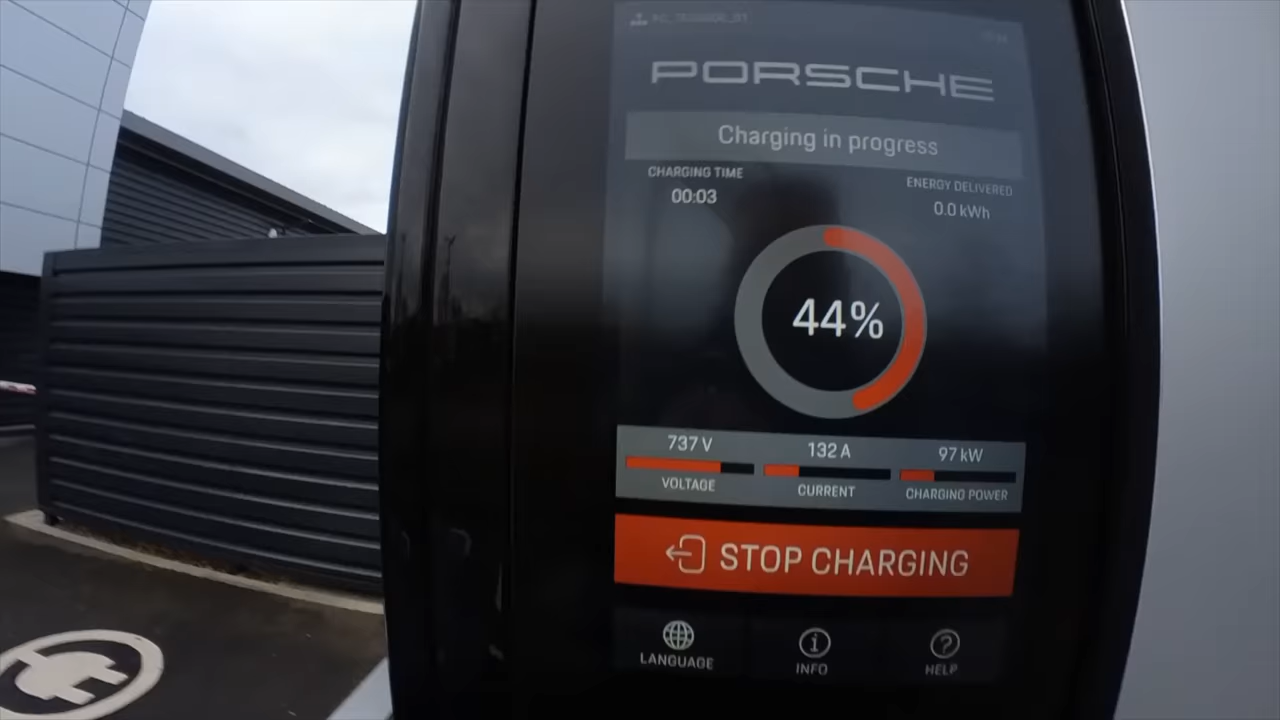 PORSCHE
Charging in progress
CHARGING TIME
00:03
ENERGY DELIVERED
0.0 kWh
44%
737 V
VOLTAGE
132 A
CURRENT
97 kW
CHARGING POWER
STOP CHARGING
LANGUAGE
INFO
HELP